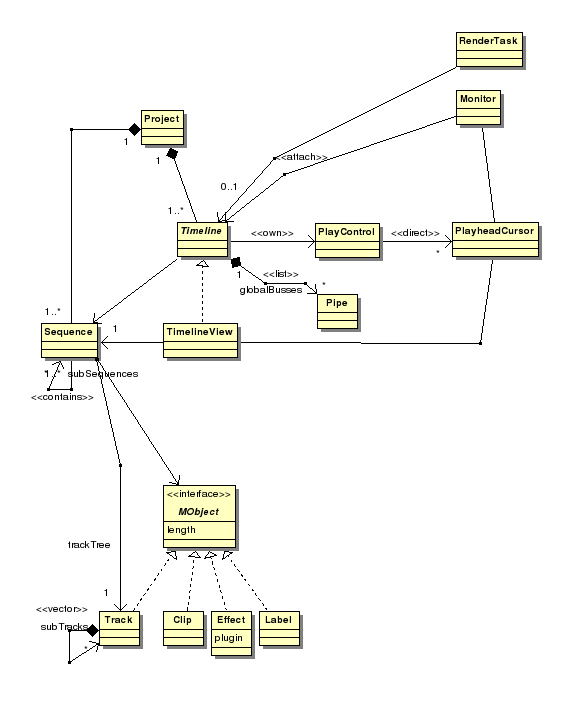 RenderTask
Monitor
Project
1
1
<<attach>>
0..1
1..*
Timeline
<<own>>
PlayControl
<<direct>>
PlayheadCursor
*
1
<<list>>
*
globalBusses
Pipe
1..*
Sequence
1
TimelineView
subSequences
<<contains>>
<<interface>>
MObject
length
trackTree
1
<<vector>>
subTracks
*
Track
Clip
Effect
plugin
Label